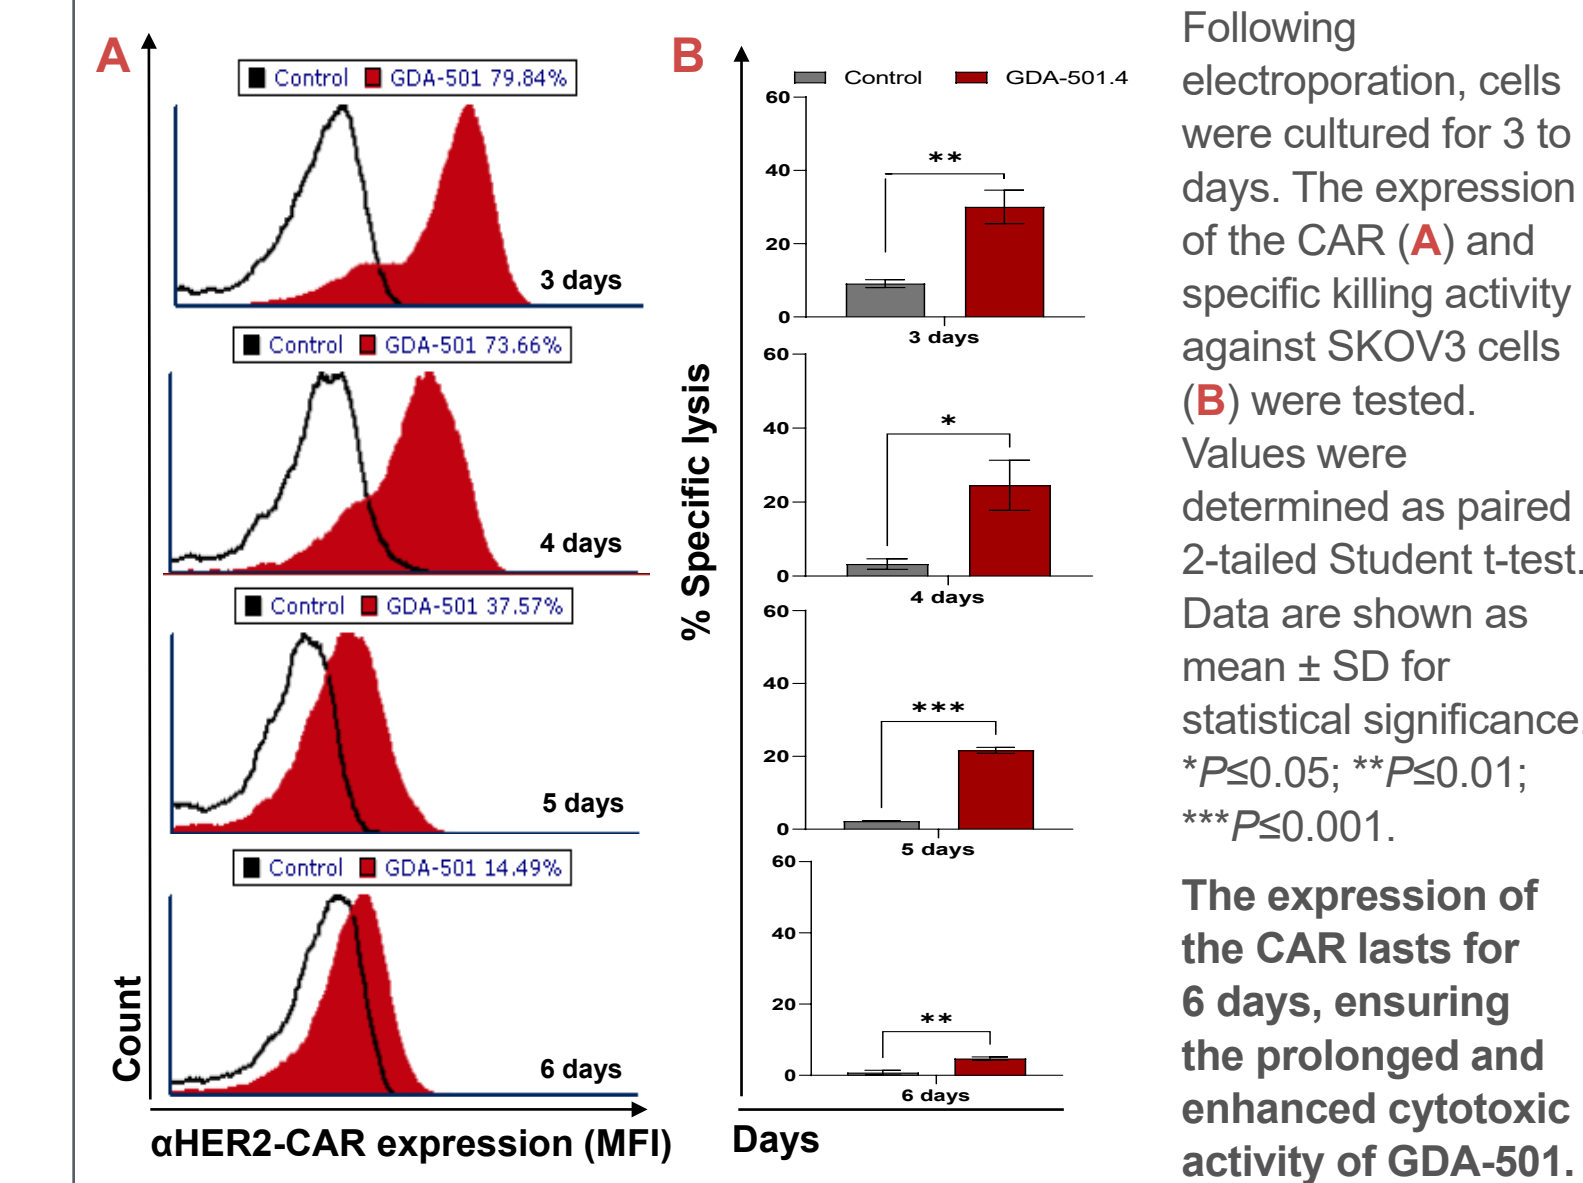 A
Control GDA-501 79.84%
3 days
Control GDA-501 73.66%
4 days
Control GDA-501 37.57%
5 days
Control GDA-501 14.49%
6 days
Count
αHER2-CAR expression (MFI)
B
Control GDA-501.4
60
40
20
0
**
3 days
60
40
20
0
*
4 days
60
40
20
0
***
5 days
60
40
20
0
**
6 days
% Specific lysis
Days
Following
electroporation, cells
were cultured for 3 to
days. The expression
of the CAR (A) and
specific killing activity
against SKOV3 cells
(B) were tested.
Values were
determined as paired
2-tailed Student t-test.
Data are shown as
mean ± SD for
statistical significance.
*P≤0.05; **P≤0.01;
***P≤0.001.
The expression of
the CAR lasts for
6 days, ensuring
the prolonged and
enhanced cytotoxic
activity of GDA-501.